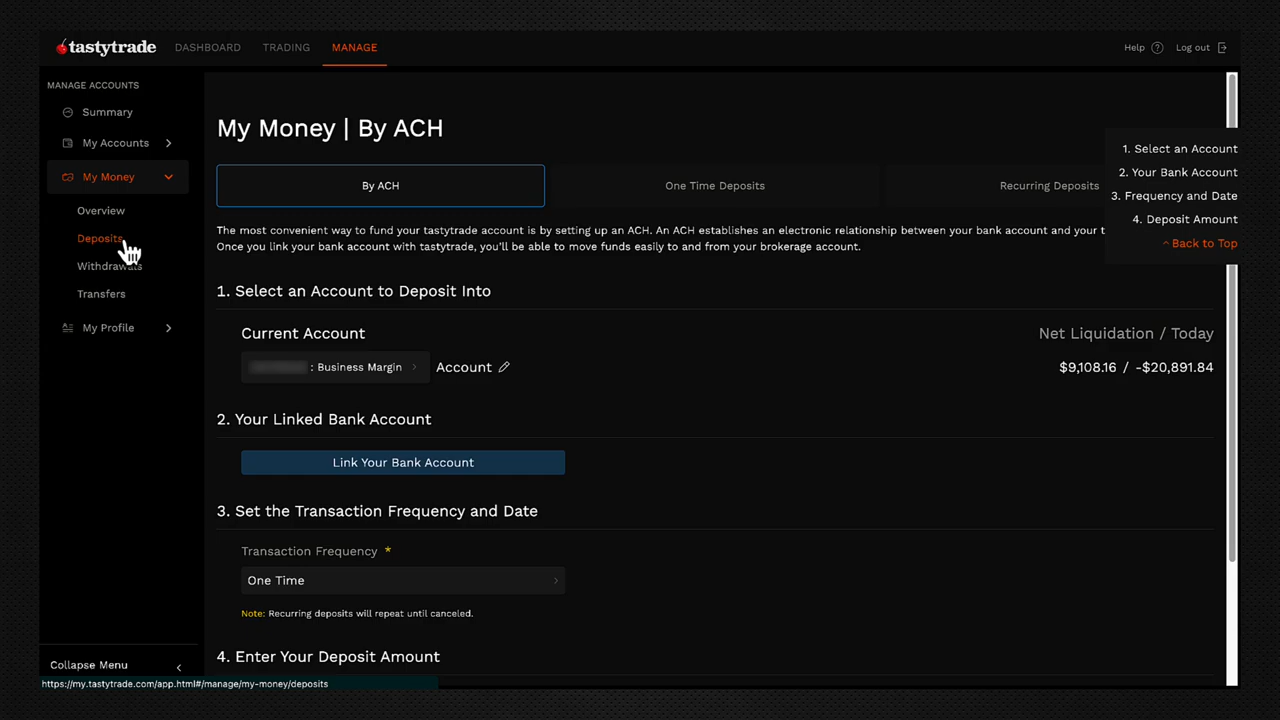 tastytrade DASHBOARD TRADING MANAGE Help ? Log out
MANAGE ACCOUNTS
Summary
My Accounts
My Money
Overview
Deposits
Withdrawals
Transfers
My Profile
Collapse Menu
https://my.tastytrade.com/app.html#/manage/my-money/deposits
My Money | By ACH
By ACH One Time Deposits Recurring Deposits
The most convenient way to fund your tastytrade account is by setting up an ACH. An ACH establishes an electronic relationship between your bank account and your t
Once you link your bank account with tastytrade, you'll be able to move funds easily to and from your brokerage account.
1. Select an Account
2. Your Bank Account
3. Frequency and Date
4. Deposit Amount
^ Back to Top
1. Select an Account to Deposit Into
Current Account Net Liquidation / Today
: Business Margin Account $9,108.16 / -$20,891.84
2. Your Linked Bank Account
Link Your Bank Account
3. Set the Transaction Frequency and Date
Transaction Frequency *
One Time
Note: Recurring deposits will repeat until canceled.
4. Enter Your Deposit Amount